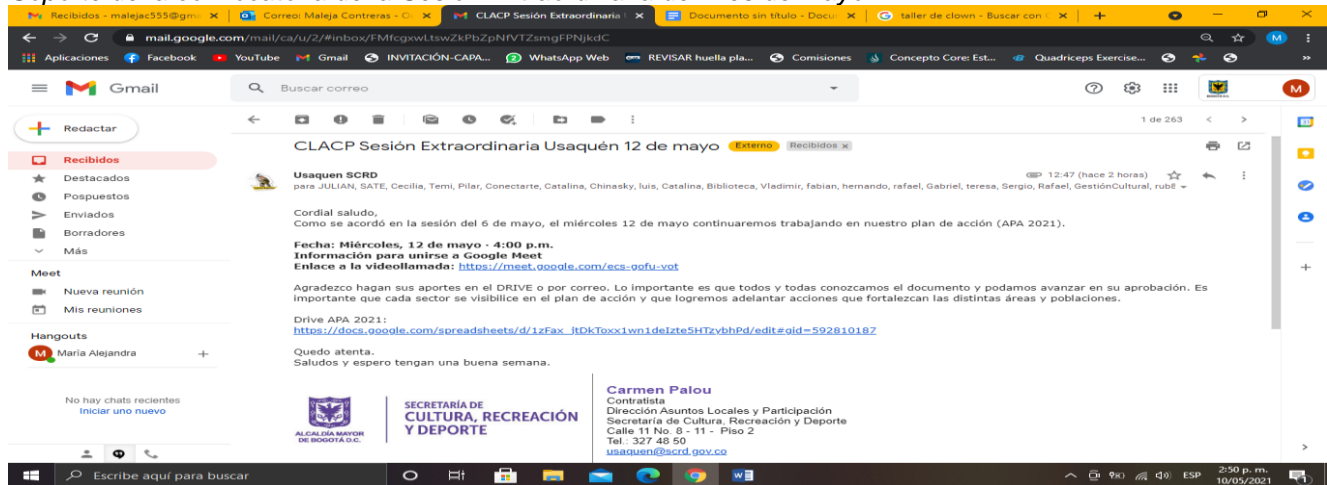 Recibidos - malejac555@gma
Correo: Maleja Contreras - O
CLACP Sesión Extraordinaria U
Documento sin título - Docu
taller de clown - Buscar con
mail.google.com/mail/ca/u/2/#inbox/FMfcgxwLtswZkPbZpNfVTZsmgFPNjkdC
M
Aplicaciones Facebook YouTube Gmail INVITACIÓN-CAPA... WhatsApp Web REVISAR huella pla... Comisiones Concepto Core: Est... Quadriceps Exercise...
Gmail
Buscar correo
M
Redactar
1 de 263
CLACP Sesión Extraordinaria Usaquén 12 de mayo Externo Recibidos x
Recibidos
Destacados
Pospuestos
Enviados
Borradores
Más
Usaquen SCRD
12:47 (hace 2 horas)
para JULIAN, SATE, Cecilia, Temi, Pilar, Conectarte, Catalina, Chinasky, luis, Catalina, Biblioteca, Vladimir, fabian, hernando, rafael, Gabriel, teresa, Sergio, Rafael, GestiónCultural, rubé
Cordial saludo,
Como se acordó en la sesión del 6 de mayo, el miércoles 12 de mayo continuaremos trabajando en nuestro plan de acción (APA 2021).
Fecha: Miércoles, 12 de mayo · 4:00 p.m.
Información para unirse a Google Meet
Enlace a la videollamada: https://meet.google.com/ecs-gofu-vot
Agradezco hagan sus aportes en el DRIVE o por correo. Lo importante es que todos y todas conozcamos el documento y podamos avanzar en su aprobación. Es
importante que cada sector se visibilice en el plan de acción y que logremos adelantar acciones que fortalezcan las distintas áreas y poblaciones.
Drive APA 2021:
https://docs.google.com/spreadsheets/d/1zFax_jtDkToxx1wn1deIzte5HTzybhPd/edit#gid=592810187
Quedo atenta.
Saludos y espero tengan una buena semana.
Meet
Nueva reunión
Mis reuniones
Hangouts
M Maria Alejandra
No hay chats recientes
Iniciar uno nuevo
ALCALDÍA MAYOR
DE BOGOTÁ D.C.
SECRETARÍA DE
CULTURA, RECREACIÓN
Y DEPORTE
Carmen Palou
Contratista
Dirección Asuntos Locales y Participación
Secretaría de Cultura, Recreación y Deporte
Calle 11 No. 8 - 11 - Piso 2
Tel.: 327 48 50
usaquen@scrd.gov.co
Escribe aquí para buscar
ESP
2:50 p. m.
10/05/2021